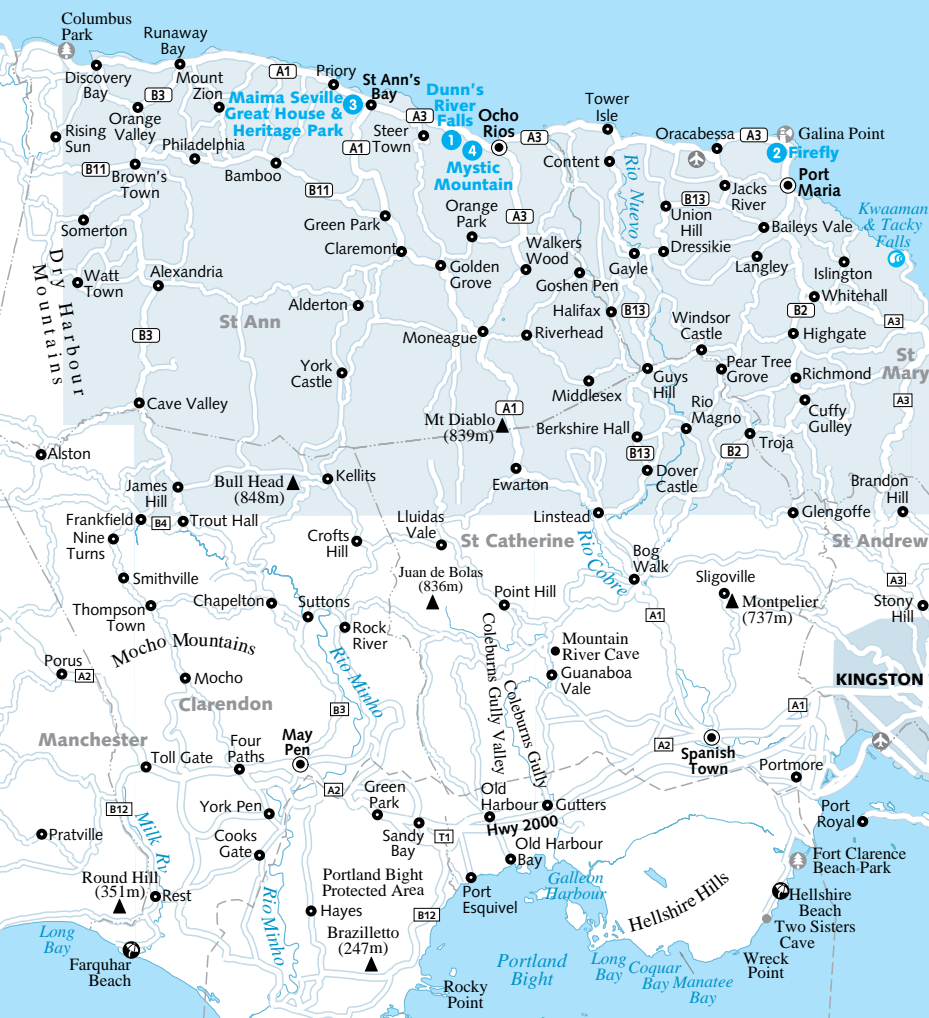 Columbus
Park
Runaway
Bay
Discovery
Bay
Mount
Zion
A1
Priory
St Ann's
Bay
B3
Orange
Valley
Maima Seville
Great House &
Heritage Park
3
Dunn's
River
Falls
A3
Ocho
Rios
A3
Tower
Isle
Oracabessa
A3
Galina Point
2
Firefly
Rising
Sun
Philadelphia
A1
Steer
Town
1
4
Mystic
Mountain
Content
Port
Maria
B11
Brown's
Town
Bamboo
B11
Rio Nuevo
B13
Jacks
River
Kwaaman
& Tacky
Falls
Somerton
Green Park
Orange
Park
A3
Union
Hill
Baileys Vale
Claremont
Walkers
Wood
Dressikie
Dry Harbour
Mountains
Watt
Town
Alexandria
Golden
Grove
Goshen Pen
Gayle
Langley
Islington
Alderton
Whitehall
St Ann
Halifax
B13
Windsor
Castle
B2
A3
B3
Moneague
Riverhead
Highgate
St
Mary
York
Castle
Middlesex
Guys
Hill
Pear Tree
Grove
Richmond
Cave Valley
Mt Diablo
(839m)
A1
Rio
Magno
Cuffy
Gulley
A3
Berkshire Hall
Troja
Alston
B13
B2
James
Hill
Bull Head
(848m)
Kellits
Ewarton
Dover
Castle
Brandon
Hill
Frankfield
B4
Trout Hall
Lluidas
Vale
Linstead
Glengoffe
Nine
Turns
Crofts
Hill
St Catherine
Rio Cobre
St Andrew
Bog
Walk
Smithville
Juan de Bolas
(836m)
Sligoville
A3
Thompson
Town
Chapelton
Suttons
Point Hill
A1
Montpelier
(737m)
Stony
Hill
Mocho Mountains
Rock
River
Coleburns Gully Valley
Mountain
River Cave
Porus
A2
Mocho
Rio Minho
Guanaboa
Vale
KINGSTON
Clarendon
B3
Coleburns Gully
A1
Manchester
Four
Paths
May
Pen
A2
Spanish
Town
Toll Gate
Portmore
B12
York Pen
A2
Green
Park
Old
Harbour
Gutters
Port
Royal
Pratville
Milk Ri
Cooks
Gate
Sandy
Bay
T1
Hwy 2000
Old Harbour
Bay
Fort Clarence
Beach Park
Round Hill
(351m)
Rest
Rio Minho
Portland Bight
Protected Area
Port
Esquivel
Galleon
Harbour
Hellshire Hills
Hellshire
Beach
Hayes
B12
Two Sisters
Cave
Long
Bay
Brazilletto
(247m)
Farquhar
Beach
Portland
Bight
Long
Bay
Coquar
Bay
Manatee
Bay
Wreck
Point
Rocky
Point